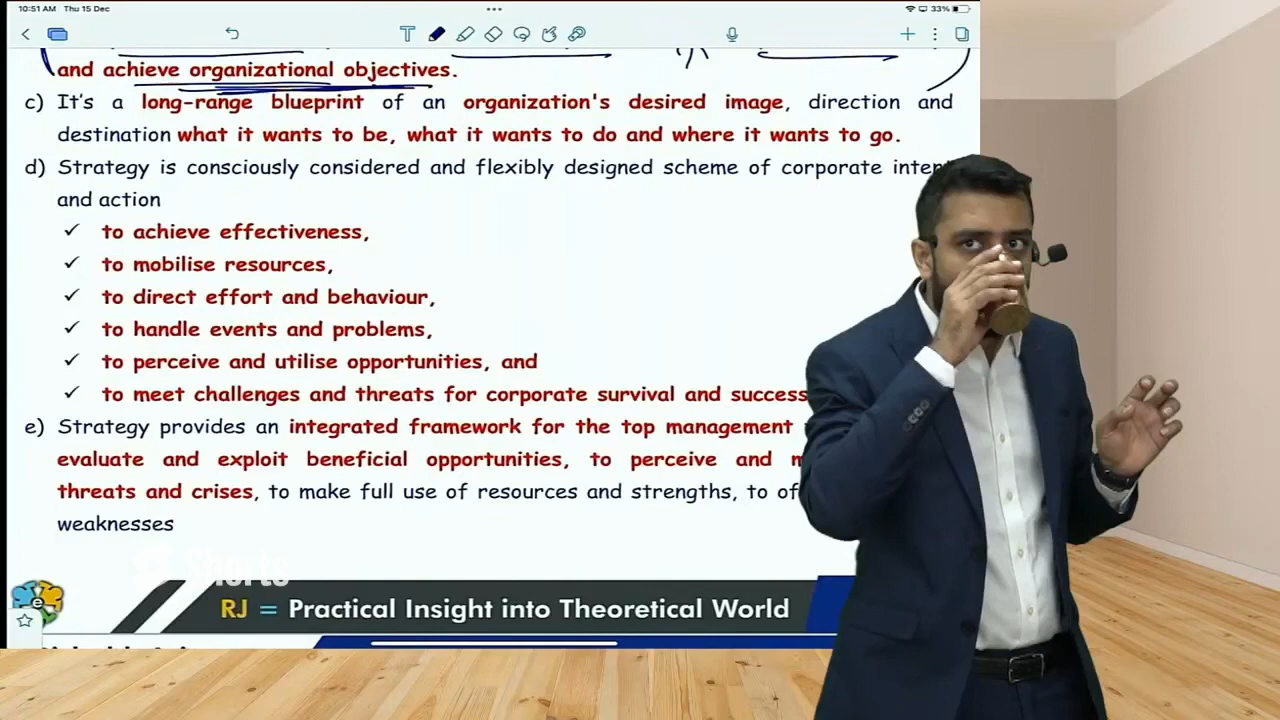 10:51 AM Thu 15 Dec
33%
and achieve organizational objectives.
c) It's a long-range blueprint of an organization's desired image, direction and
destination what it wants to be, what it wants to do and where it wants to go.
d) Strategy is consciously considered and flexibly designed scheme of corporate
and action
✓ to achieve effectiveness,
✓ to mobilise resources,
✓ to direct effort and behaviour,
✓ to handle events and problems,
✓ to perceive and utilise opportunities, and
✓ to meet challenges and threats for corporate survival and success
e) Strategy provides an integrated framework for the top management
evaluate and exploit beneficial opportunities, to perceive and
threats and crises, to make full use of resources and strengths, to
weaknesses
Shorts
RJ = Practical Insight into Theoretical World